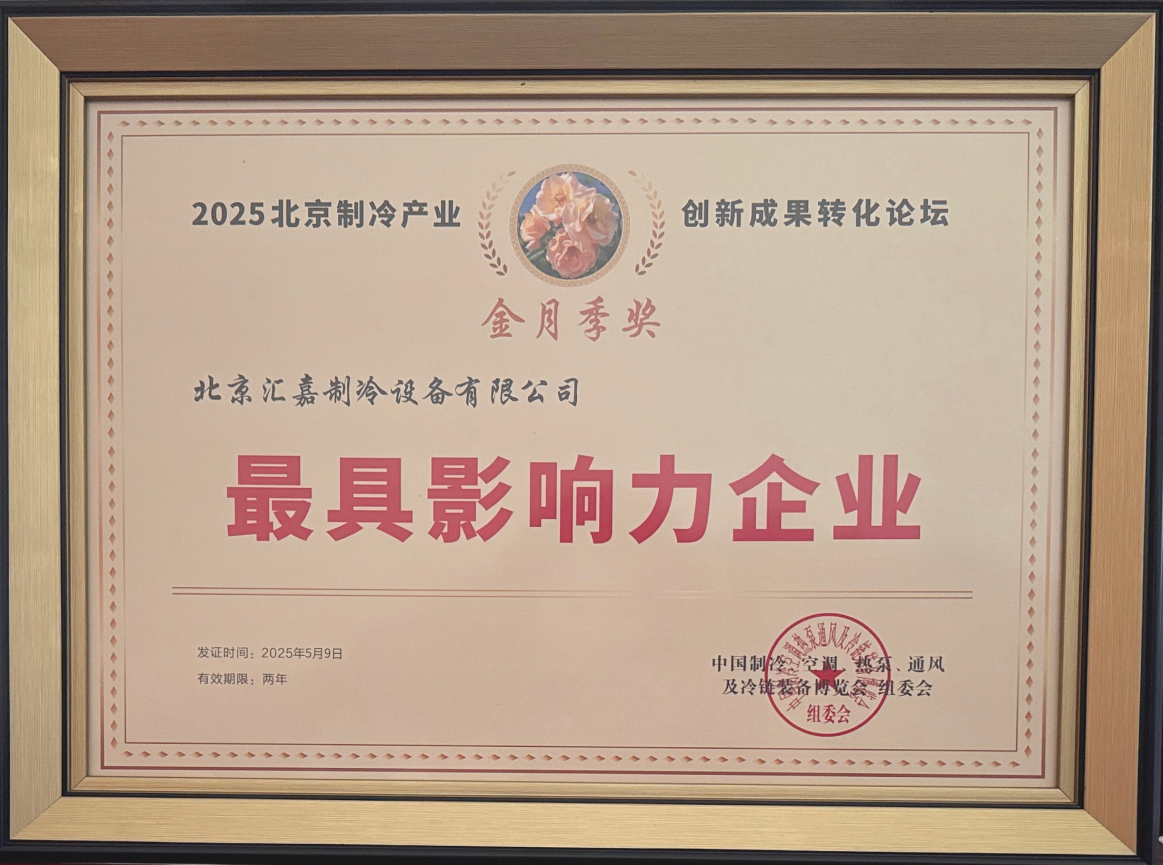 2025北京制冷产业 创新成果转化论坛
金月季奖
北京汇嘉制冷设备有限公司
最具影响力企业
发证时间：2025年5月9日
有效期限：两年
中国制冷、空调、热泵、通风
及冷链装备博览会 组委会
组委会